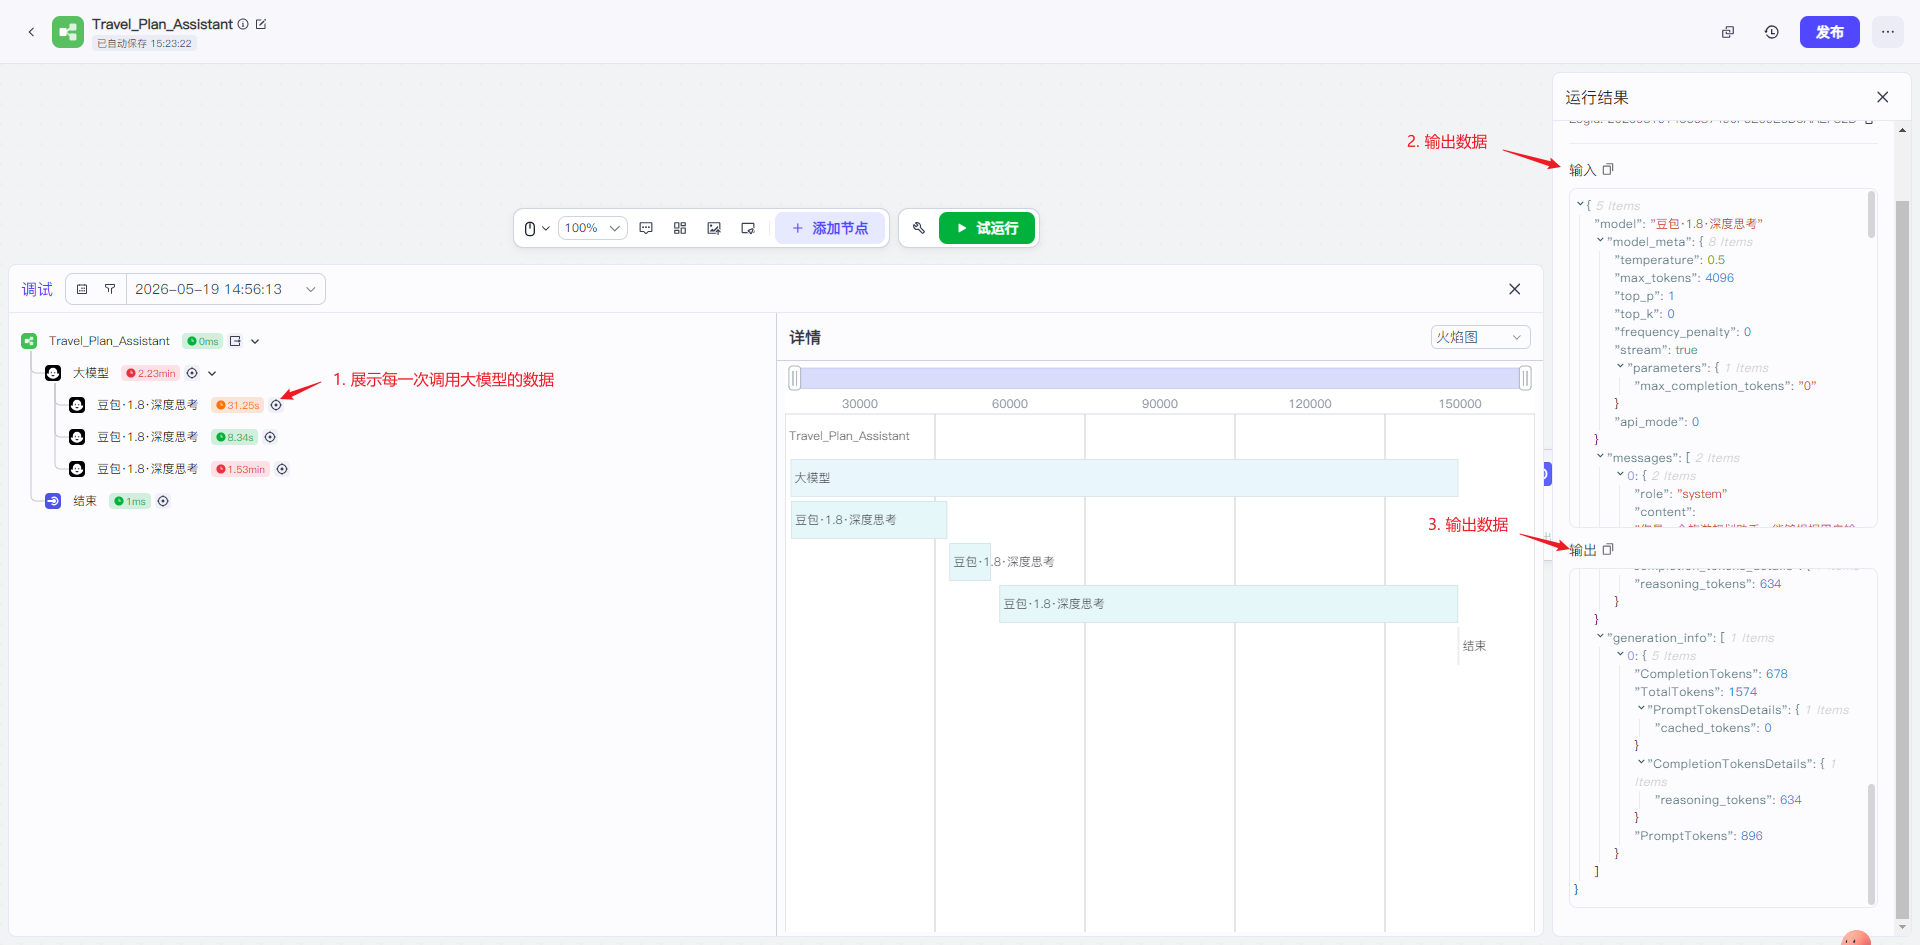 Travel_Plan_Assistant
已自动保存 15:23:22
发布
运行结果
2. 输出数据
输入
{ 5 Items
"model": "豆包·1.8·深度思考"
"model_meta": { 8 Items
"temperature": 0.5
"max_tokens": 4096
"top_p": 1
"top_k": 0
"frequency_penalty": 0
"stream": true
"parameters": { 1 Items
"max_completion_tokens": "0"
}
"api_mode": 0
}
"messages": [ 2 Items
0: { 2 Items
"role": "system"
"content":
3. 输出数据
输出
"reasoning_tokens": 634
}
}
"generation_info": [ 1 Items
0: { 5 Items
"CompletionTokens": 678
"TotalTokens": 1574
"PromptTokensDetails": { 1 Items
"cached_tokens": 0
}
"CompletionTokensDetails": { 1
Items
"reasoning_tokens": 634
}
"PromptTokens": 896
}
]
}
100%
添加节点
试运行
调试
2026-05-19 14:56:13
Travel_Plan_Assistant 0ms
大模型 2.23min
1. 展示每一次调用大模型的数据
豆包·1.8·深度思考 31.25s
豆包·1.8·深度思考 8.34s
豆包·1.8·深度思考 1.53min
结束 1ms
详情
火焰图
30000 60000 90000 120000 150000
Travel_Plan_Assistant
大模型
豆包·1.8·深度思考
豆包·1.8·深度思考
豆包·1.8·深度思考
结束